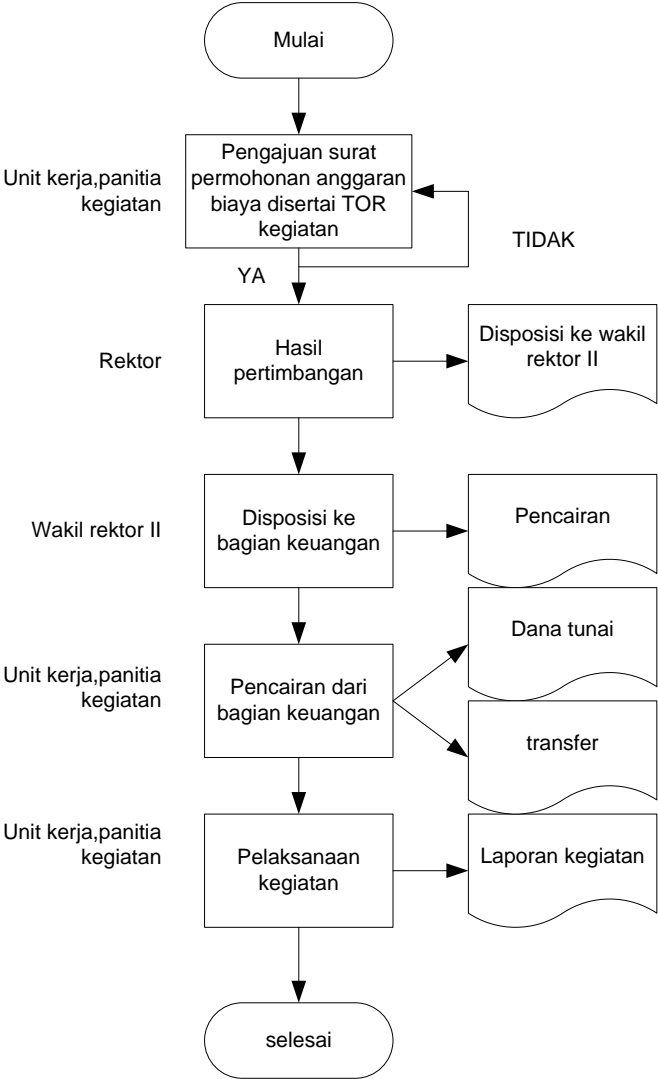 Mulai
Unit kerja,panitia
kegiatan
Pengajuan surat
permohonan anggaran
biaya disertai TOR
kegiatan
TIDAK
YA
Rektor
Hasil
pertimbangan
Disposisi ke wakil
rektor II
Wakil rektor II
Disposisi ke
bagian keuangan
Pencairan
Dana tunai
Unit kerja,panitia
kegiatan
Pencairan dari
bagian keuangan
transfer
Unit kerja,panitia
kegiatan
Pelaksanaan
kegiatan
Laporan kegiatan
selesai